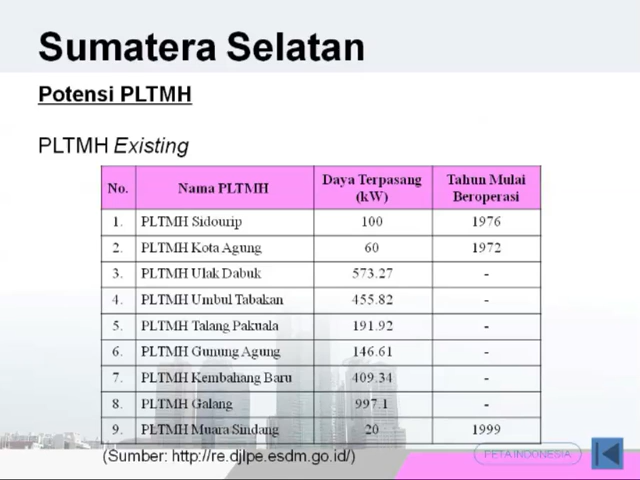 Sumatera Selatan
Potensi PLTMH
PLTMH Existing
No. Nama PLTMH Daya Terpasang (kW) Tahun Mulai Beroperasi
1. PLTMH Sidourip 100 1976
2. PLTMH Kota Agung 60 1972
3. PLTMH Ulak Dabuk 573.27 -
4. PLTMH Umbul Tabakan 455.82 -
5. PLTMH Talang Pakuala 191.92 -
6. PLTMH Gunung Agung 146.61 -
7. PLTMH Kembahang Baru 409.34 -
8. PLTMH Galang 997.1 -
9. PLTMH Muara Sindang 20 1999
(Sumber: http://re.djlpe.esdm.go.id/)
PETA INDONESIA